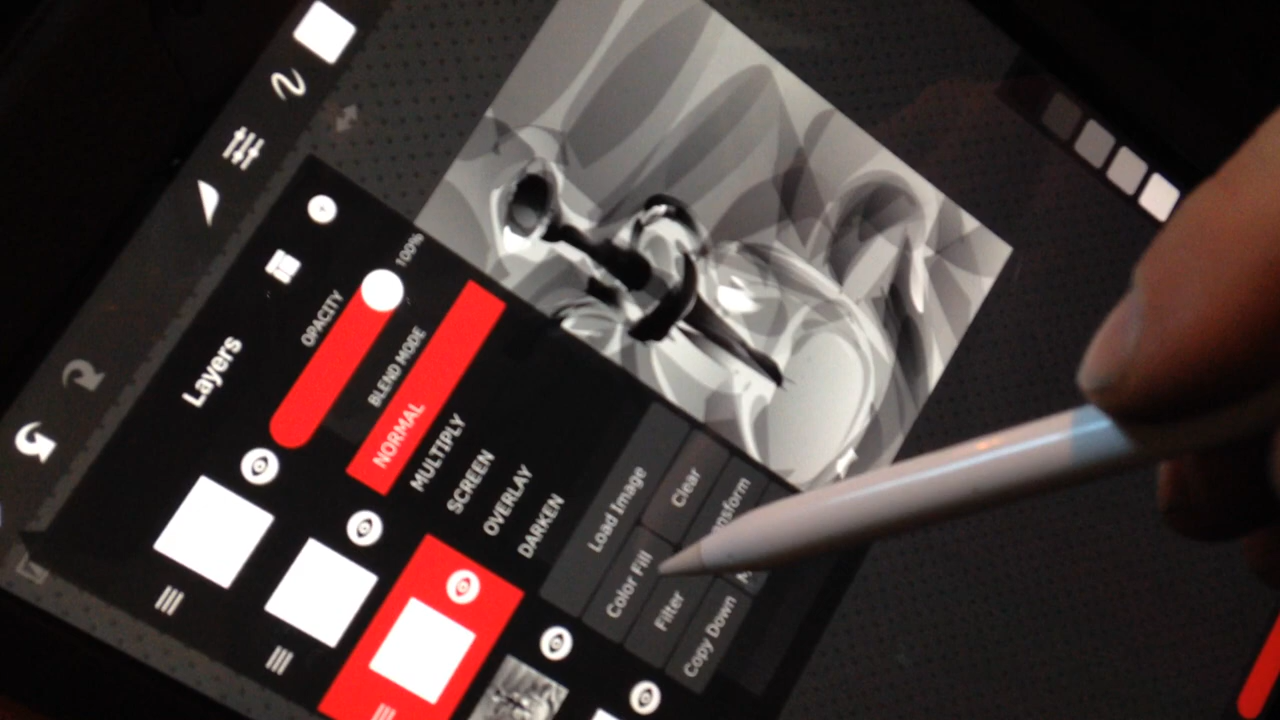 Layers
OPACITY
100%
BLEND MODE
NORMAL
MULTIPLY
SCREEN
OVERLAY
DARKEN
Load Image
Clear
Color Fill
Filter
Copy Down